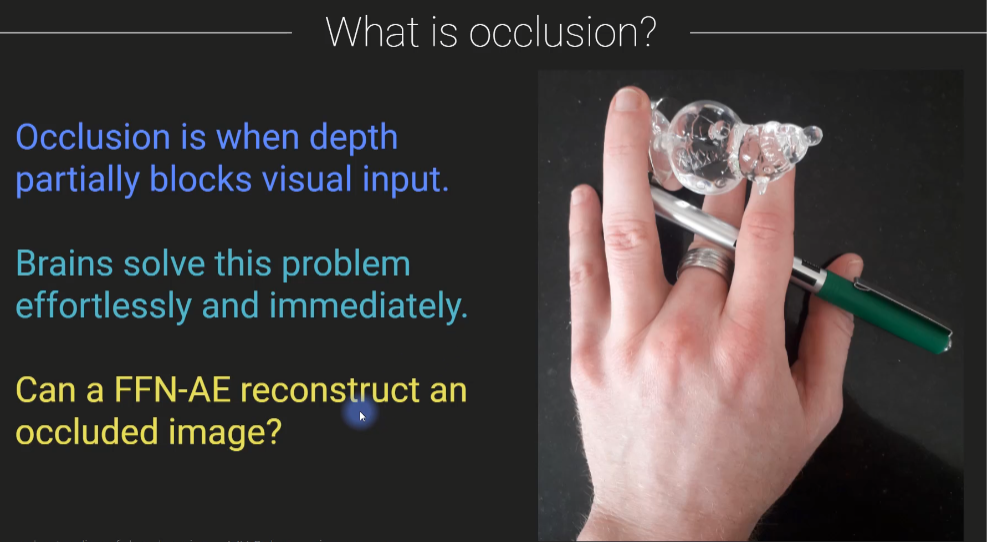 What is occlusion?
Occlusion is when depth
partially blocks visual input.
Brains solve this problem
effortlessly and immediately.
Can a FFN-AE reconstruct an
occluded image?